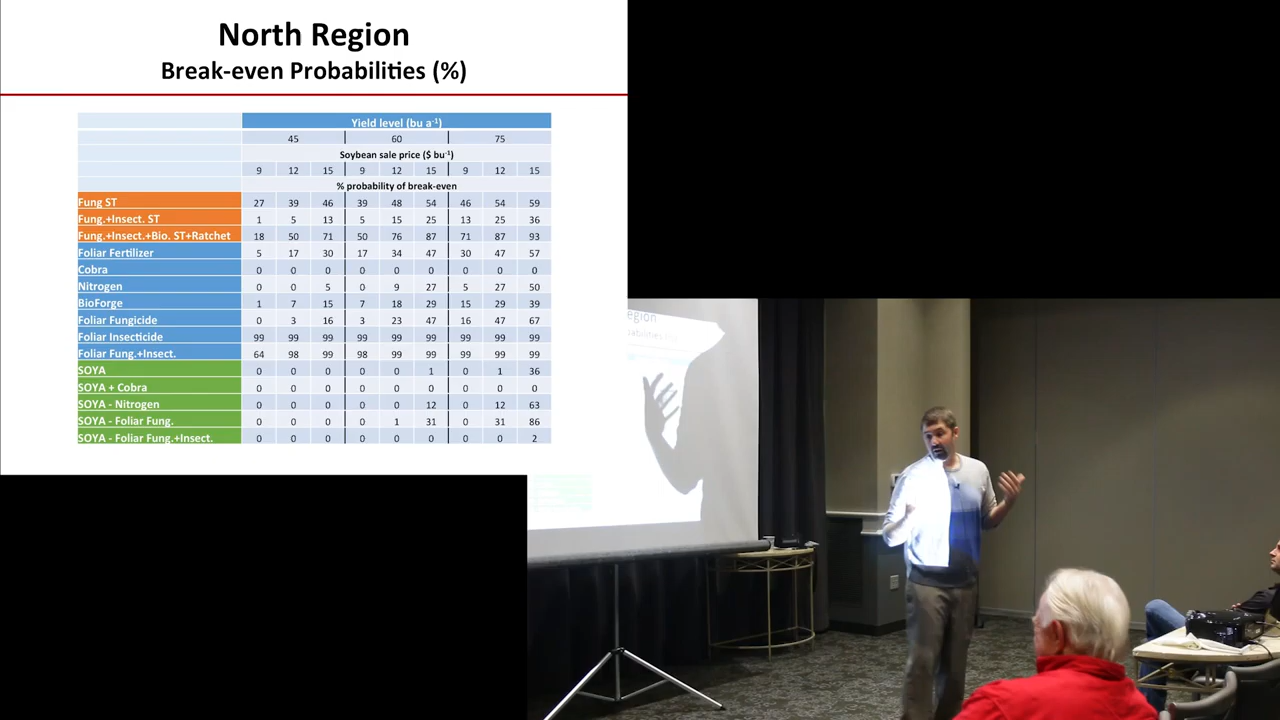 North Region
Break-even Probabilities (%)
Yield level (bu a⁻¹)
45 60 75
Soybean sale price ($ bu⁻¹)
9 12 15 9 12 15 9 12 15
% probability of break-even
Fung ST 27 39 46 39 48 54 46 54 59
Fung.+Insect. ST 1 5 13 5 15 25 13 25 36
Fung.+Insect.+Bio. ST+Ratchet 18 50 71 50 76 87 71 87 93
Foliar Fertilizer 5 17 30 17 34 47 30 47 57
Cobra 0 0 0 0 0 0 0 0 0
Nitrogen 0 0 5 0 9 27 5 27 50
BioForge 1 7 15 7 18 29 15 29 39
Foliar Fungicide 0 3 16 3 23 47 16 47 67
Foliar Insecticide 99 99 99 99 99 99 99 99 99
Foliar Fung.+Insect. 64 98 99 98 99 99 99 99 99
SOYA 0 0 0 0 0 1 0 1 36
SOYA + Cobra 0 0 0 0 0 0 0 0 0
SOYA - Nitrogen 0 0 0 0 0 12 0 12 63
SOYA - Foliar Fung. 0 0 0 0 1 31 0 31 86
SOYA - Foliar Fung.+Insect. 0 0 0 0 0 0 0 0 2
egion